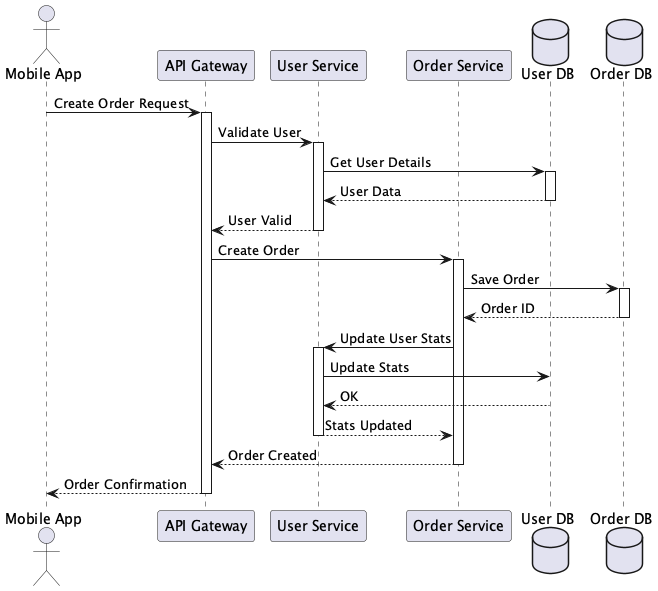 Mobile App
API Gateway
User Service
Order Service
User DB
Order DB
Create Order Request
Validate User
Get User Details
User Data
User Valid
Create Order
Save Order
Order ID
Update User Stats
Update Stats
OK
Stats Updated
Order Created
Order Confirmation
Mobile App
API Gateway
User Service
Order Service
User DB
Order DB